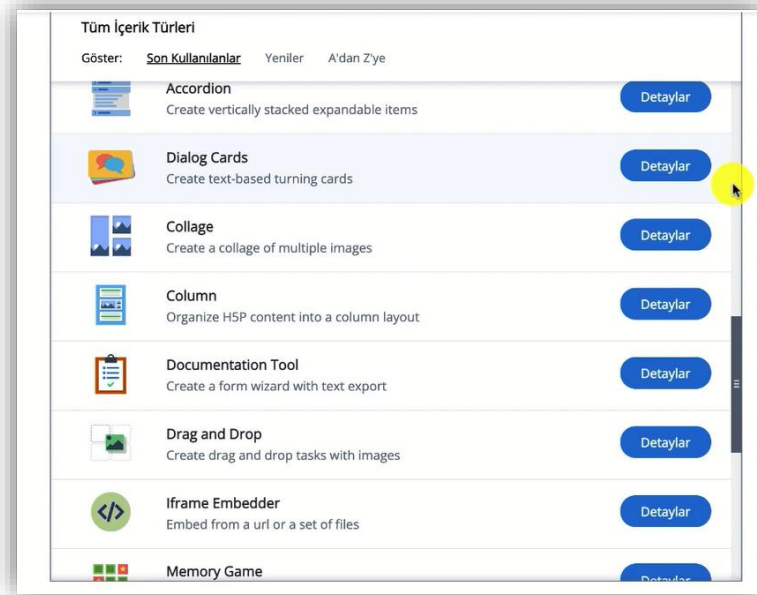 Tüm İçerik Türleri
Göster: Son Kullanılanlar Yeniler A'dan Z'ye
Accordion
Create vertically stacked expandable items
Detaylar
Dialog Cards
Create text-based turning cards
Detaylar
Collage
Create a collage of multiple images
Detaylar
Column
Organize H5P content into a column layout
Detaylar
Documentation Tool
Create a form wizard with text export
Detaylar
Drag and Drop
Create drag and drop tasks with images
Detaylar
Iframe Embedder
Embed from a url or a set of files
Detaylar
Memory Game
Detaylar